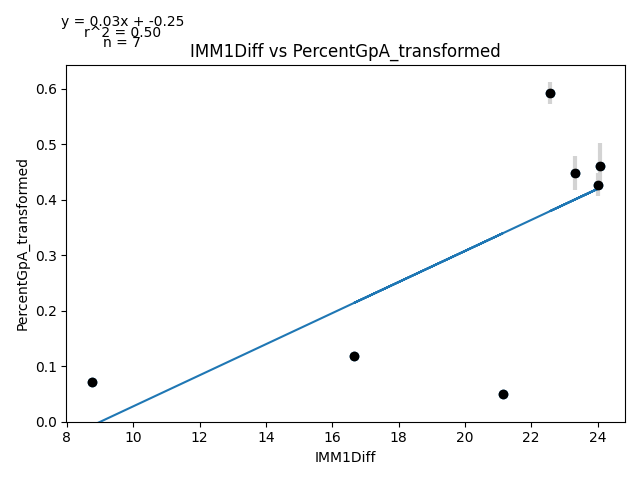 y = 0.03x + -0.25
r^2 = 0.50
n = 7
IMM1Diff vs PercentGpA_transformed
0.6
0.5
0.4
0.3
0.2
0.1
0.0
PercentGpA_transformed
8 10 12 14 16 18 20 22 24
IMM1Diff